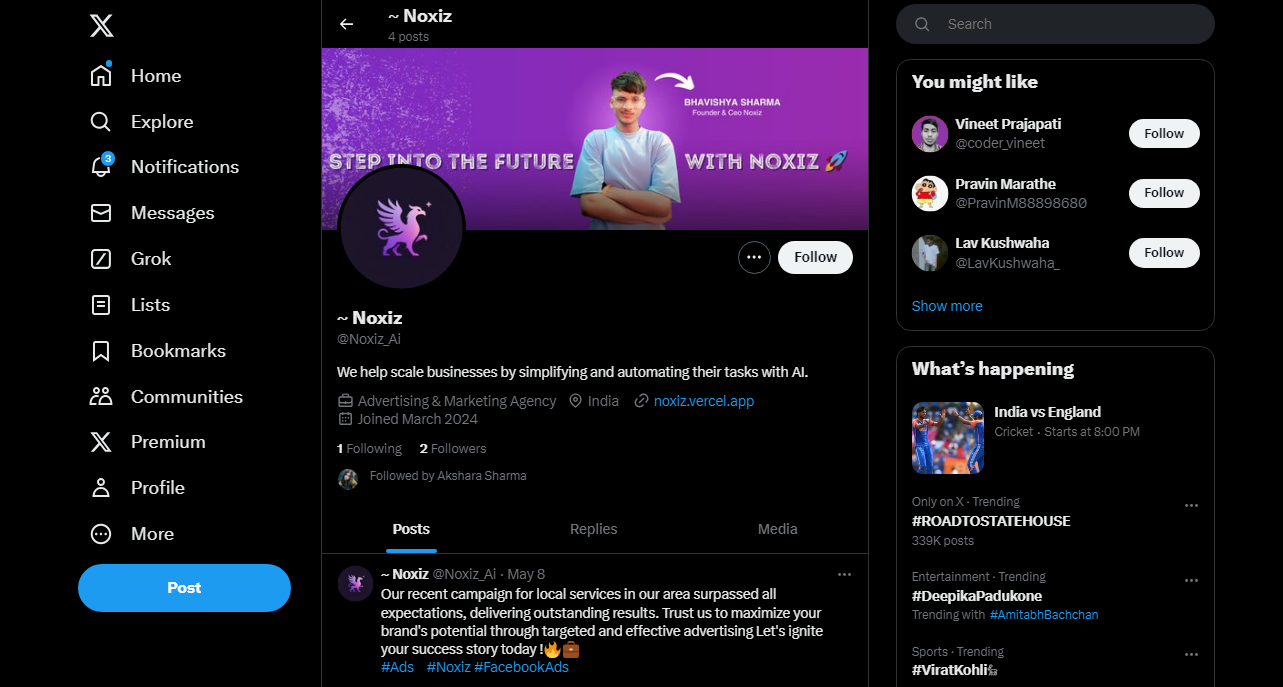 Home
Explore
3
Notifications
Messages
Grok
Lists
Bookmarks
Communities
Premium
Profile
More
Post
~ Noxiz
4 posts
BHAVISHYA SHARMA
Founder & Ceo Noxiz
STEP INTO THE FUTURE WITH NOXIZ 🚀
Follow
~ Noxiz
@Noxiz_Ai
We help scale businesses by simplifying and automating their tasks with AI.
Advertising & Marketing Agency India noxiz.vercel.app
Joined March 2024
1 Following 2 Followers
Followed by Akshara Sharma
Posts Replies Media
~ Noxiz @Noxiz_Ai · May 8
Our recent campaign for local services in our area surpassed all
expectations, delivering outstanding results. Trust us to maximize your
brand's potential through targeted and effective advertising Let's ignite
your success story today !🔥💼
#Ads #Noxiz #FacebookAds
Search
You might like
Vineet Prajapati
@coder_vineet
Follow
Pravin Marathe
@PravinM88898680
Follow
Lav Kushwaha
@LavKushwaha_
Follow
Show more
What's happening
India vs England
Cricket · Starts at 8:00 PM
Only on X · Trending
#ROADTOSTATEHOUSE
339K posts
Entertainment · Trending
#DeepikaPadukone
Trending with #AmitabhBachchan
Sports · Trending
#ViratKohli